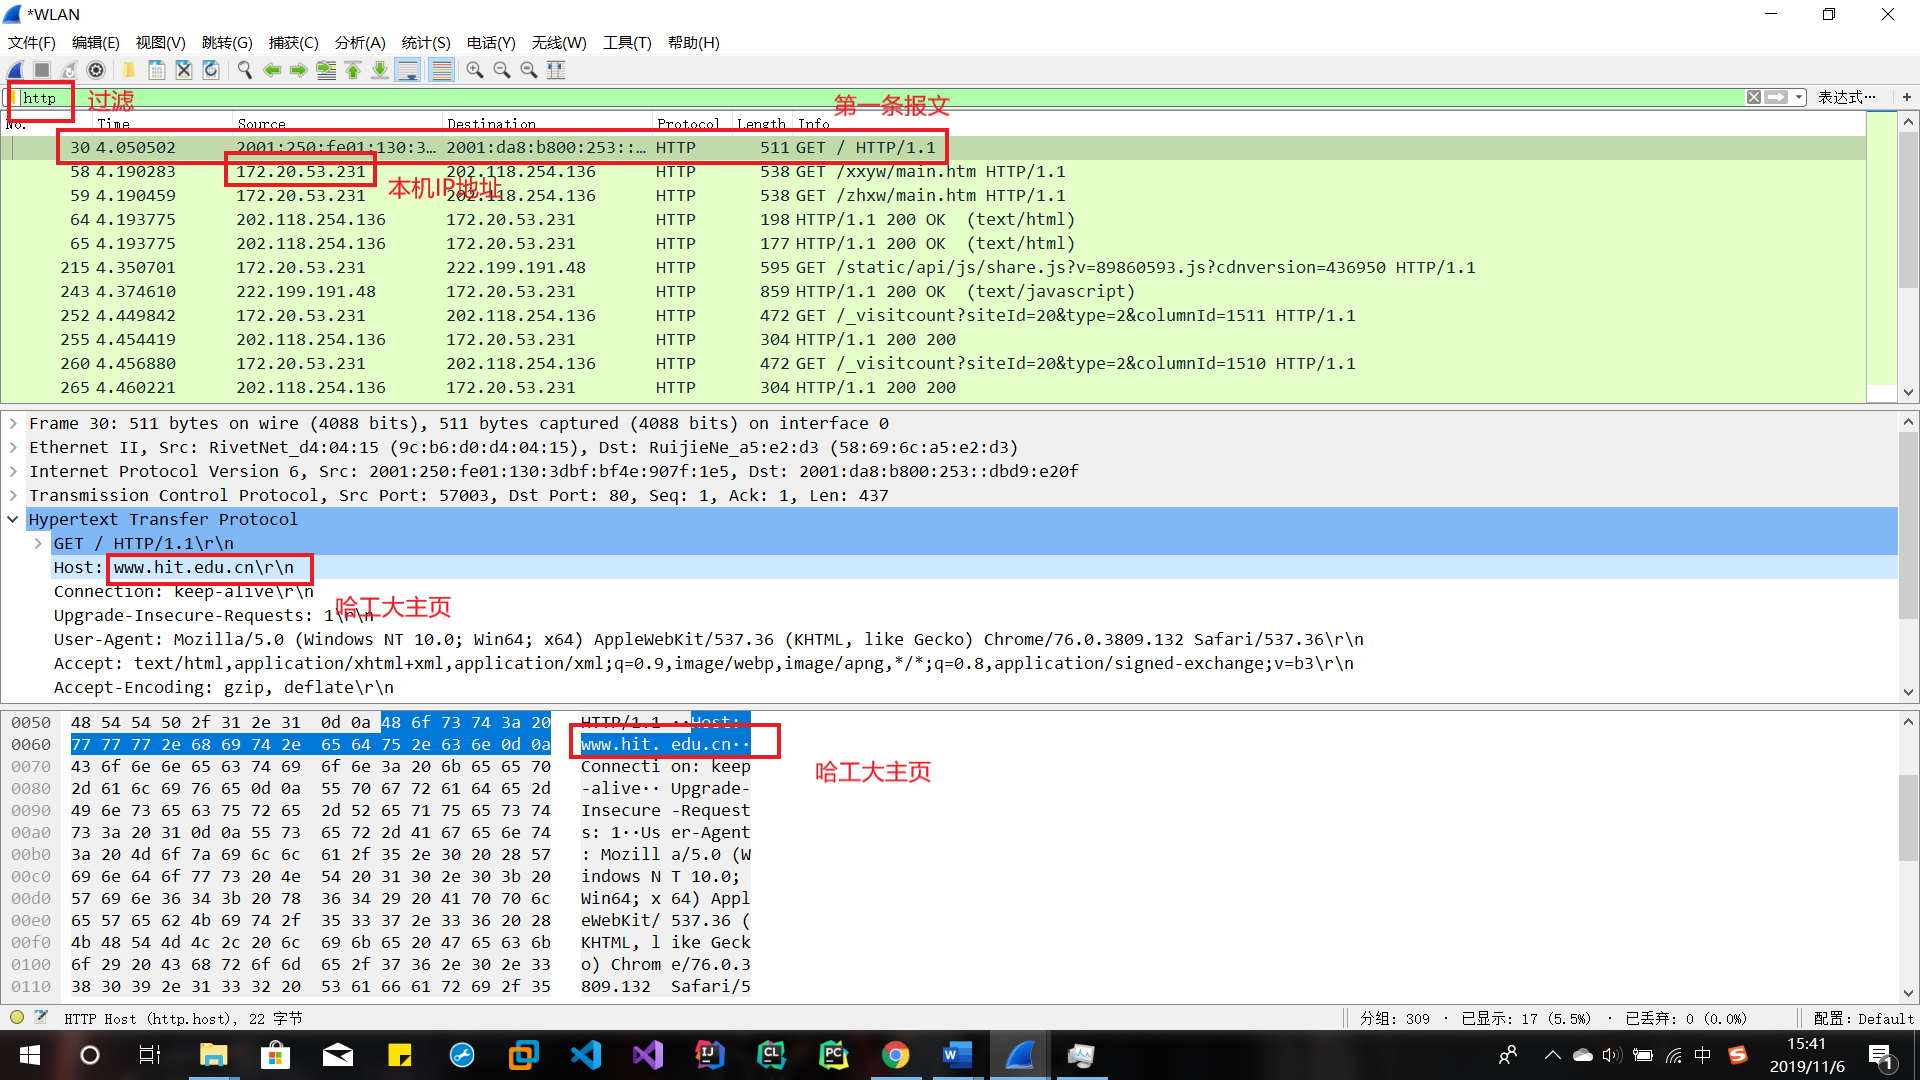 *WLAN
文件(F) 编辑(E) 视图(V) 跳转(G) 捕获(C) 分析(A) 统计(S) 电话(Y) 无线(W) 工具(T) 帮助(H)
http 过滤 第一条报文 表达式… +
No. Time Source Destination Protocol Length Info
30 4.050502 2001:250:fe01:130:3… 2001:da8:b800:253::… HTTP 511 GET / HTTP/1.1
58 4.190283 172.20.53.231 202.118.254.136 HTTP 538 GET /xxyw/main.htm HTTP/1.1
本机IP地址
59 4.190459 172.20.53.231 202.118.254.136 HTTP 538 GET /zhxw/main.htm HTTP/1.1
64 4.193775 202.118.254.136 172.20.53.231 HTTP 198 HTTP/1.1 200 OK (text/html)
65 4.193775 202.118.254.136 172.20.53.231 HTTP 177 HTTP/1.1 200 OK (text/html)
215 4.350701 172.20.53.231 222.199.191.48 HTTP 595 GET /static/api/js/share.js?v=89860593.js?cdnversion=436950 HTTP/1.1
243 4.374610 222.199.191.48 172.20.53.231 HTTP 859 HTTP/1.1 200 OK (text/javascript)
252 4.449842 172.20.53.231 202.118.254.136 HTTP 472 GET /_visitcount?siteId=20&type=2&columnId=1511 HTTP/1.1
255 4.454419 202.118.254.136 172.20.53.231 HTTP 304 HTTP/1.1 200 200
260 4.456880 172.20.53.231 202.118.254.136 HTTP 472 GET /_visitcount?siteId=20&type=2&columnId=1510 HTTP/1.1
265 4.460221 202.118.254.136 172.20.53.231 HTTP 304 HTTP/1.1 200 200
Frame 30: 511 bytes on wire (4088 bits), 511 bytes captured (4088 bits) on interface 0
Ethernet II, Src: RivetNet_d4:04:15 (9c:b6:d0:d4:04:15), Dst: RuijieNe_a5:e2:d3 (58:69:6c:a5:e2:d3)
Internet Protocol Version 6, Src: 2001:250:fe01:130:3dbf:bf4e:907f:1e5, Dst: 2001:da8:b800:253::dbd9:e20f
Transmission Control Protocol, Src Port: 57003, Dst Port: 80, Seq: 1, Ack: 1, Len: 437
Hypertext Transfer Protocol
GET / HTTP/1.1\r\n
Host: www.hit.edu.cn\r\n
Connection: keep-alive\r\n
哈工大主页
Upgrade-Insecure-Requests: 1\r\n
User-Agent: Mozilla/5.0 (Windows NT 10.0; Win64; x64) AppleWebKit/537.36 (KHTML, like Gecko) Chrome/76.0.3809.132 Safari/537.36\r\n
Accept: text/html,application/xhtml+xml,application/xml;q=0.9,image/webp,image/apng,*/*;q=0.8,application/signed-exchange;v=b3\r\n
Accept-Encoding: gzip, deflate\r\n
0050 48 54 54 50 2f 31 2e 31 0d 0a 48 6f 73 74 3a 20 HTTP/1.1 ··Host:
0060 77 77 77 2e 68 69 74 2e 65 64 75 2e 63 6e 0d 0a www.hit. edu.cn··
0070 43 6f 6e 6e 65 63 74 69 6f 6e 3a 20 6b 65 65 70 Connecti on: keep
哈工大主页
0080 2d 61 6c 69 76 65 0d 0a 55 70 67 72 61 64 65 2d -alive·· Upgrade-
0090 49 6e 73 65 63 75 72 65 2d 52 65 71 75 65 73 74 Insecure -Request
00a0 73 3a 20 31 0d 0a 55 73 65 72 2d 41 67 65 6e 74 s: 1··Us er-Agent
00b0 3a 20 4d 6f 7a 69 6c 6c 61 2f 35 2e 30 20 28 57 : Mozill a/5.0 (W
00c0 69 6e 64 6f 77 73 20 4e 54 20 31 30 2e 30 3b 20 indows N T 10.0;
00d0 57 69 6e 36 34 3b 20 78 36 34 29 20 41 70 70 6c Win64; x 64) Appl
00e0 65 57 65 62 4b 69 74 2f 35 33 37 2e 33 36 20 28 eWebKit/ 537.36 (
00f0 4b 48 54 4d 4c 2c 20 6c 69 6b 65 20 47 65 63 6b KHTML, l ike Geck
0100 6f 29 20 43 68 72 6f 6d 65 2f 37 36 2e 30 2e 33 o) Chrom e/76.0.3
0110 38 30 39 2e 31 33 32 20 53 61 66 61 72 69 2f 35 809.132 Safari/5
HTTP Host (http.host), 22 字节 分组: 309 · 已显示: 17 (5.5%) · 已丢弃: 0 (0.0%) 配置: Default
中 15:41
2019/11/6 1